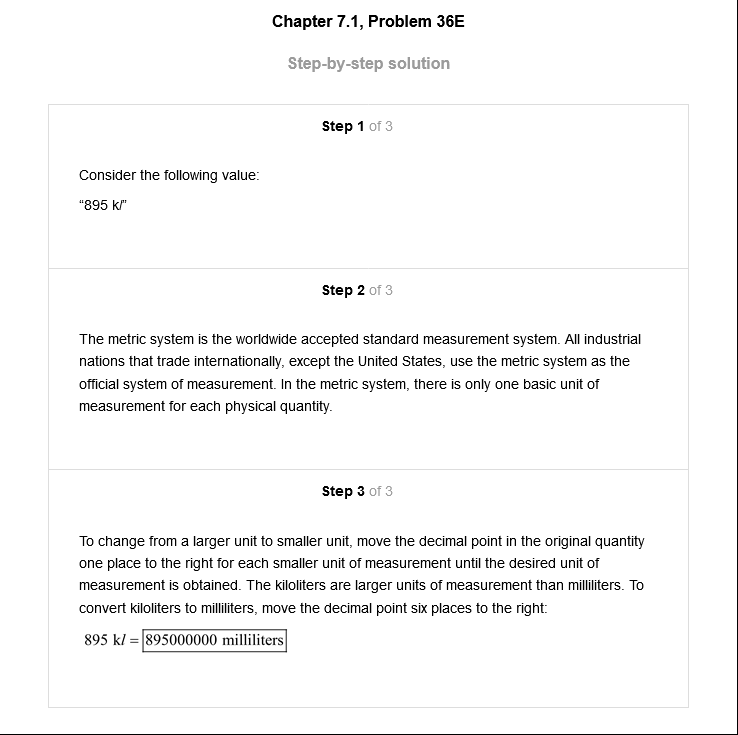 Chapter 7.1, Problem 36E
Step-by-step solution
Step 1 of 3
Consider the following value:
“895 kl”
Step 2 of 3
The metric system is the worldwide accepted standard measurement system. All industrial
nations that trade internationally, except the United States, use the metric system as the
official system of measurement. In the metric system, there is only one basic unit of
measurement for each physical quantity.
Step 3 of 3
To change from a larger unit to smaller unit, move the decimal point in the original quantity
one place to the right for each smaller unit of measurement until the desired unit of
measurement is obtained. The kiloliters are larger units of measurement than milliliters. To
convert kiloliters to milliliters, move the decimal point six places to the right:
895 kl = 895000000 milliliters